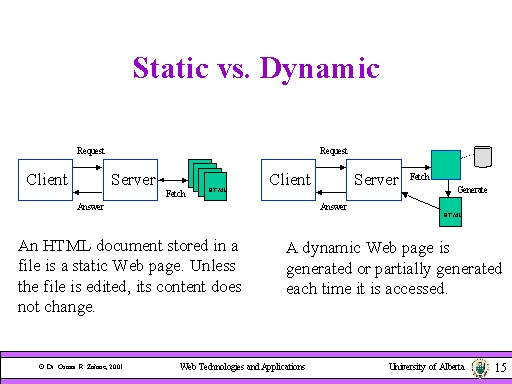 Static vs. Dynamic
Request
Client
Server
Fetch
HTML
Answer
Request
Client
Server
Fetch
Generate
HTML
Answer
An HTML document stored in a
file is a static Web page. Unless
the file is edited, its content does
not change.
A dynamic Web page is
generated or partially generated
each time it is accessed.
© Dr. Osmar R. Zaïane, 2001
Web Technologies and Applications
University of Alberta
15